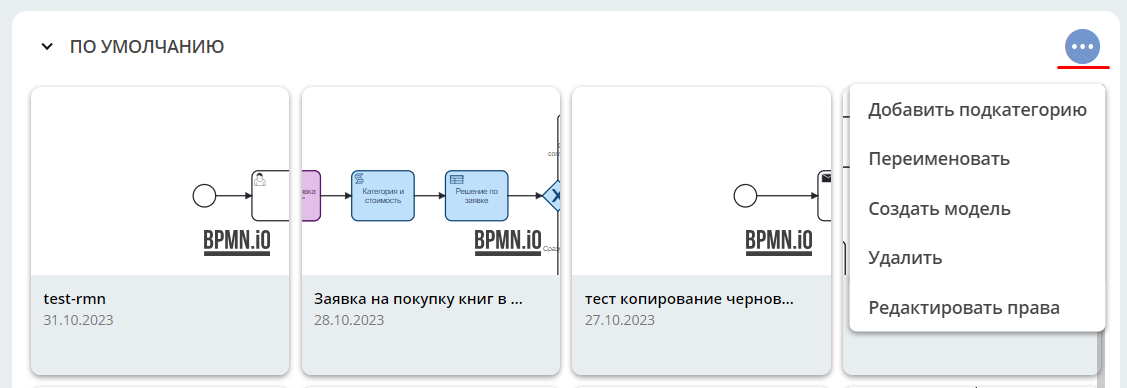 ПО УМОЛЧАНИЮ
Добавить подкатегорию
Переименовать
Создать модель
Удалить
Редактировать права
Категория и
стоимость
Решение по
заявке
BPMN.iO
BPMN.iO
BPMN.iO
test-rmn
31.10.2023
Заявка на покупку книг в ...
28.10.2023
тест копирование чернов...
27.10.2023